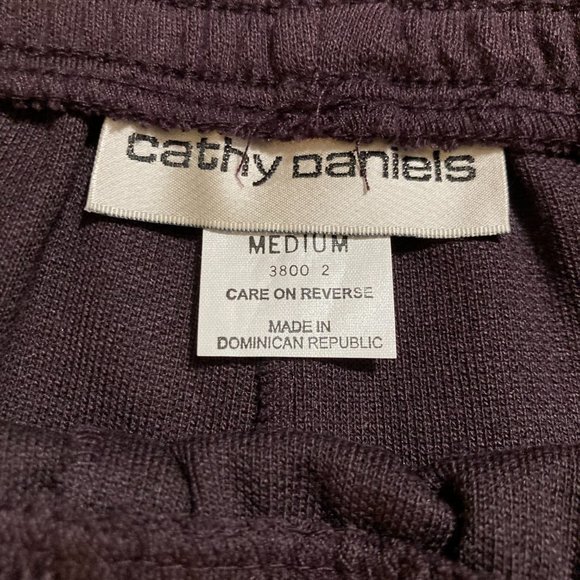 cathy Daniels
MEDIUM
3800 2
CARE ON REVERSE
MADE IN
DOMINICAN REPUBLIC